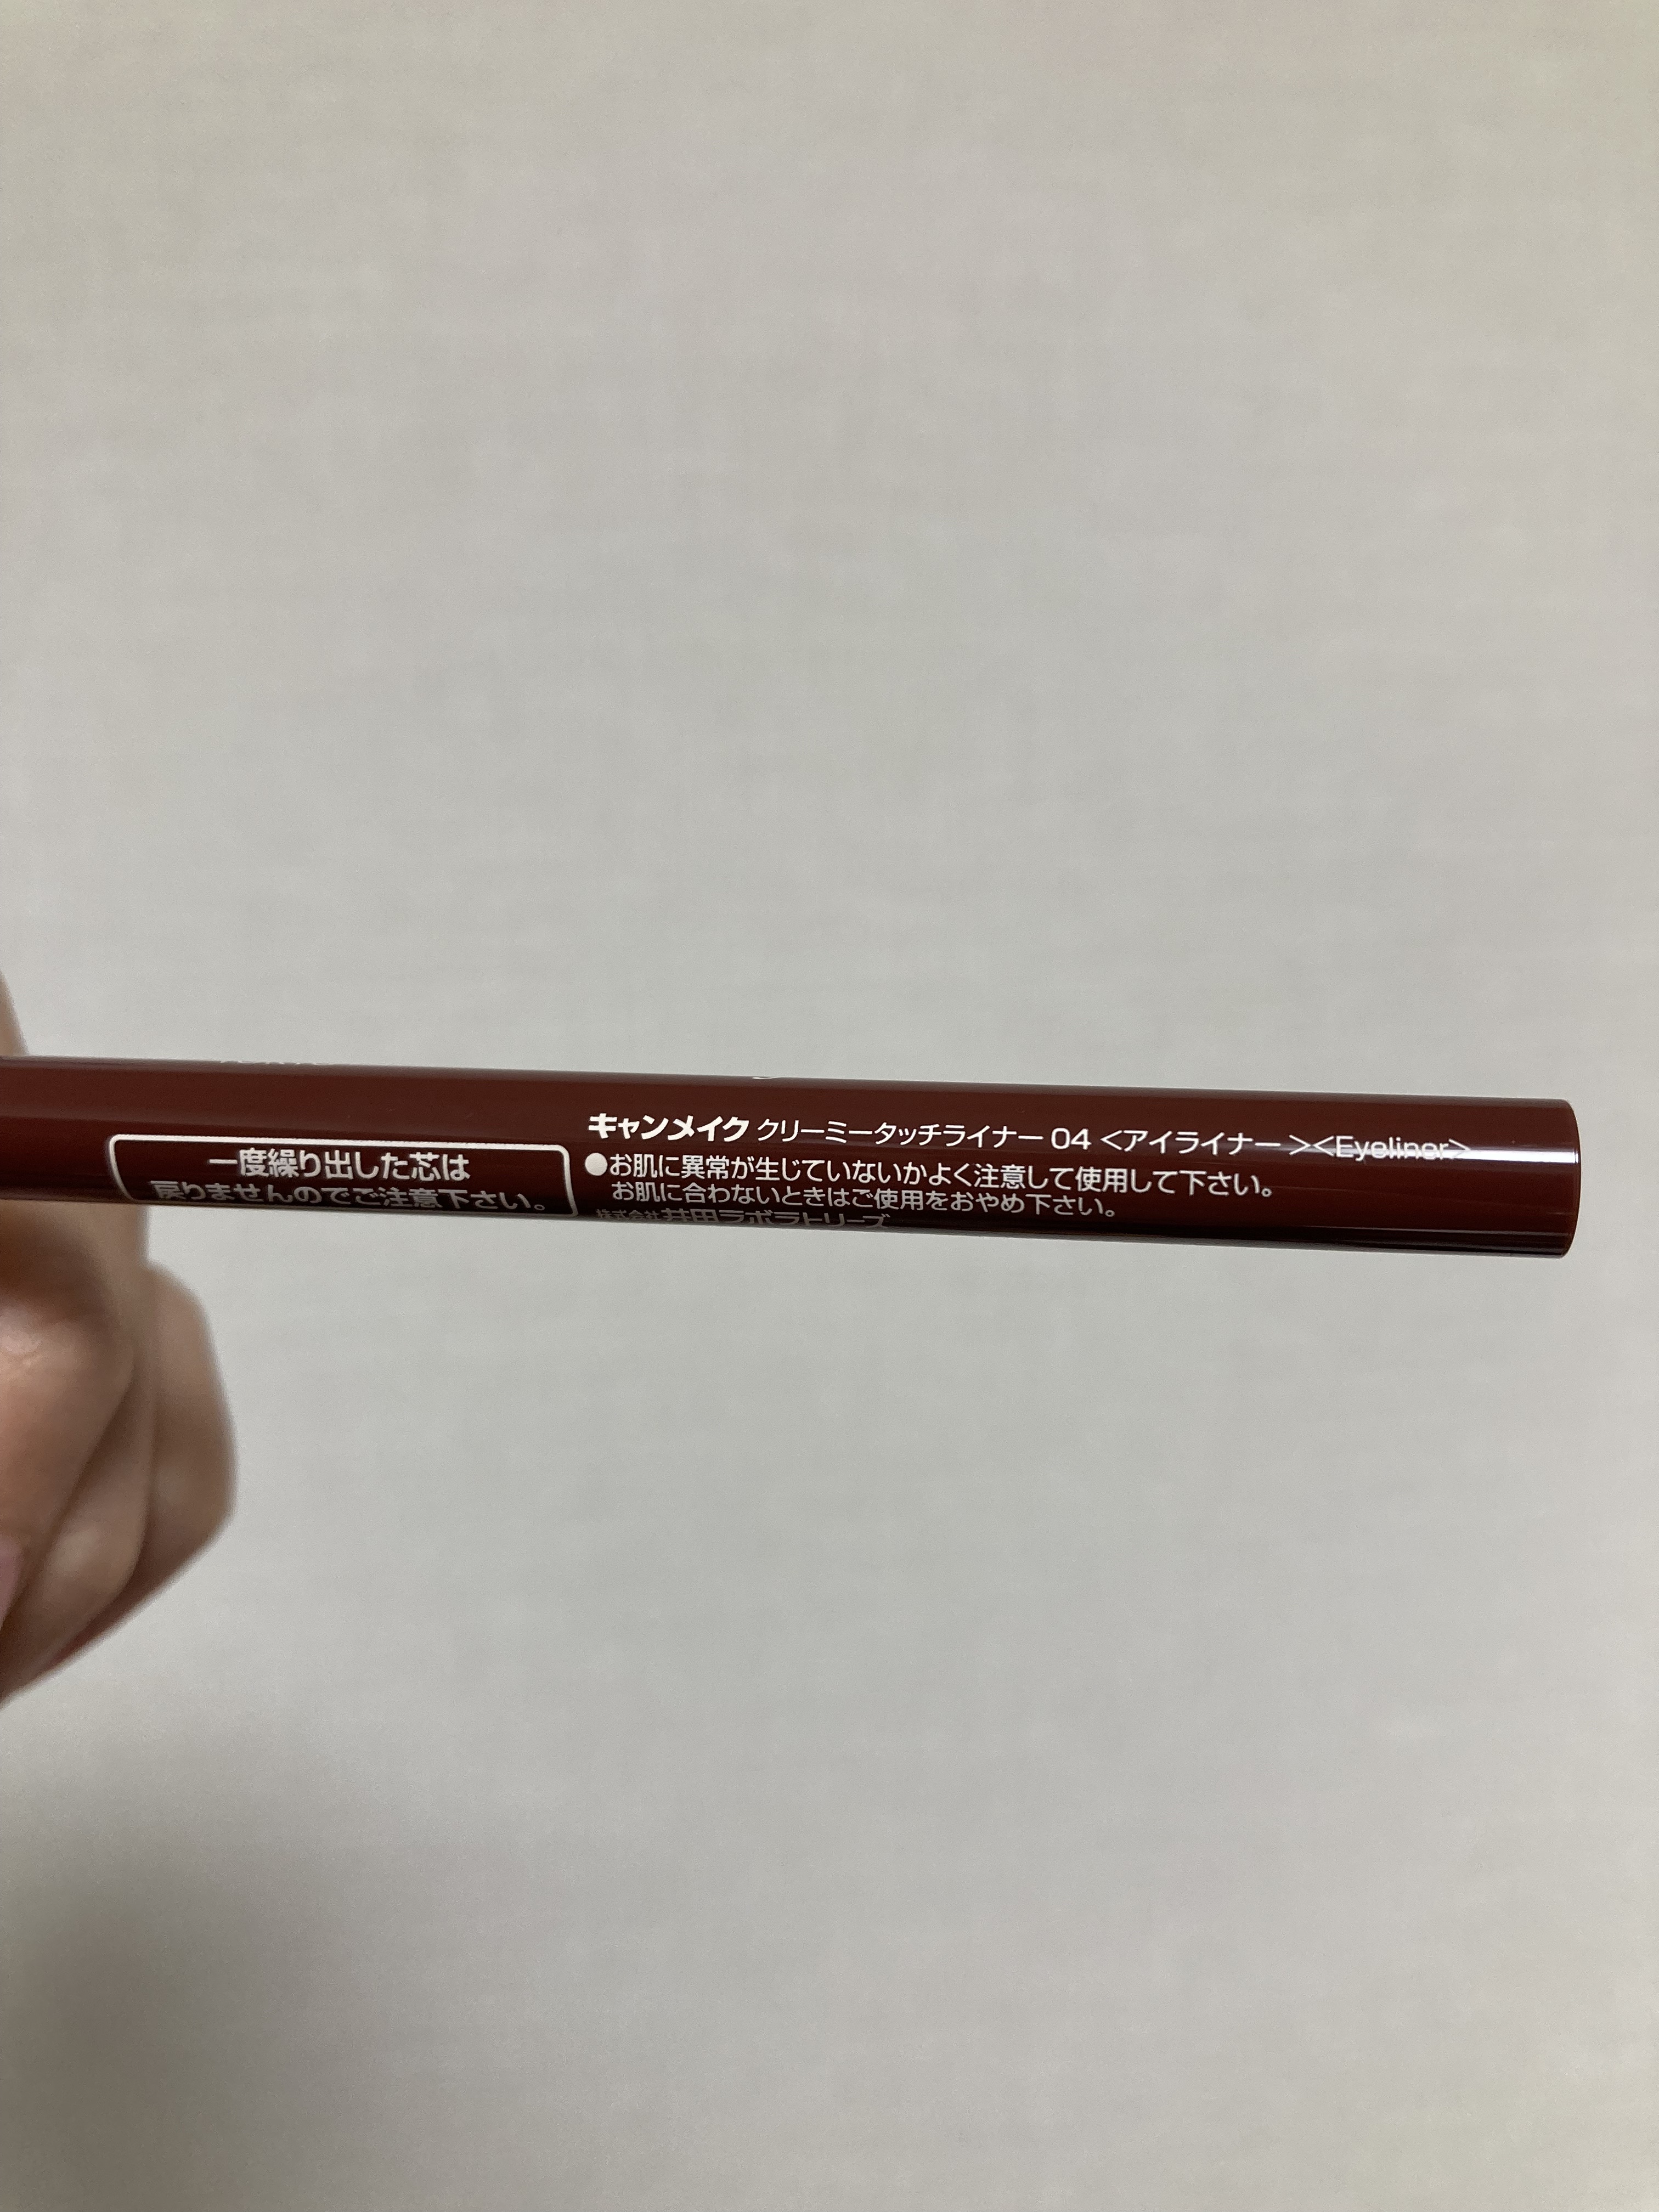 一度繰り出した芯は
戻りませんのでご注意下さい。
キャンメイク クリーミータッチライナー 04 <アイライナー><Eyeliner>
●お肌に異常が生じていないかよく注意して使用して下さい。
お肌に合わないときはご使用をおやめ下さい。
株式会社 井田ラボラトリーズ